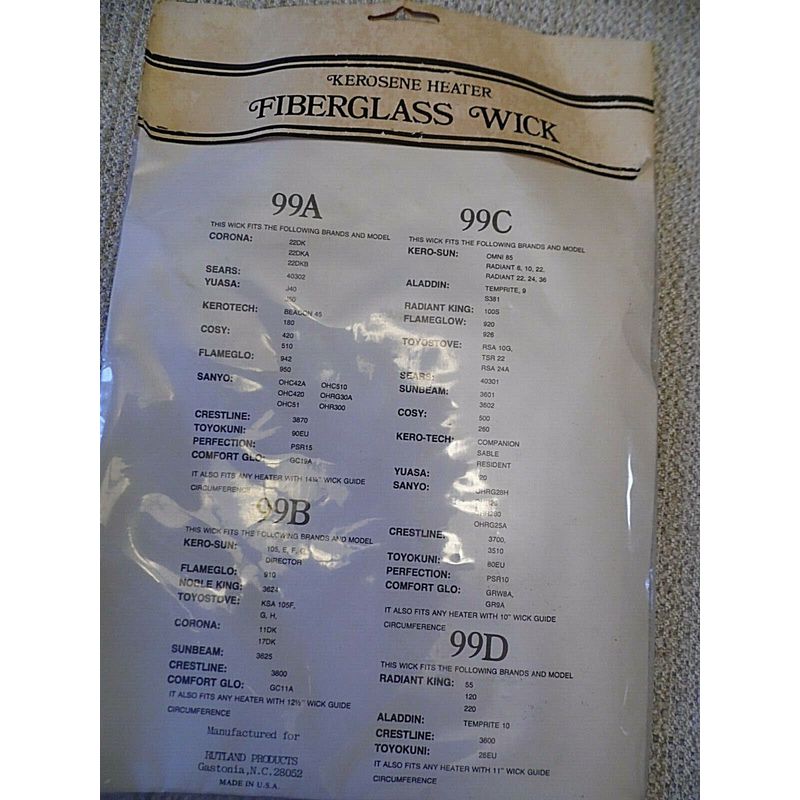 KEROSENE HEATER
FIBERGLASS WICK
99A
THIS WICK FITS THE FOLLOWING BRANDS AND MODEL
CORONA: 22DK
22DKA
22DKB
SEARS: 40302
YUASA: J40
J50
KEROTECH: BEACON 45
180
COSY: 420
510
FLAMEGLO: 942
950
SANYO: OHC42A OHC510
OHC420 OHRG30A
OHC51 OHR300
CRESTLINE: 3870
TOYOKUNI: 90EU
PERFECTION: PSR15
COMFORT GLO: GC19A
IT ALSO FITS ANY HEATER WITH 14¼" WICK GUIDE
CIRCUMFERENCE
99B
THIS WICK FITS THE FOLLOWING BRANDS AND MODEL
KERO-SUN: 105, E, F, G,
DIRECTOR
FLAMEGLO: 910
NOBLE KING: 3624
TOYOSTOVE: KSA 105F,
G, H,
CORONA: 11DK
17DK
SUNBEAM: 3625
CRESTLINE: 3800
COMFORT GLO: GC11A
IT ALSO FITS ANY HEATER WITH 12½" WICK GUIDE
CIRCUMFERENCE
Manufactured for
RUTLAND PRODUCTS
Gastonia, N.C. 28052
MADE IN U.S.A.
99C
THIS WICK FITS THE FOLLOWING BRANDS AND MODEL
KERO-SUN: OMNI 85
RADIANT 8, 10, 22,
RADIANT 22, 24, 36
ALADDIN: TEMPRITE, 9
S381
RADIANT KING: 100S
FLAMEGLOW: 920
926
TOYOSTOVE: RSA 10G,
TSR 22
RSA 24A
SEARS: 40301
SUNBEAM: 3601
3602
COSY: 500
260
KERO-TECH: COMPANION
SABLE
RESIDENT
YUASA: 20
SANYO: OHRG28H
OHRG25A
CRESTLINE: 3700,
3510
TOYOKUNI: 80EU
PERFECTION: PSR10
COMFORT GLO: GRW8A,
GR9A
IT ALSO FITS ANY HEATER WITH 10" WICK GUIDE
CIRCUMFERENCE
99D
THIS WICK FITS THE FOLLOWING BRANDS AND MODEL
RADIANT KING: 55
120
220
ALADDIN: TEMPRITE 10
CRESTLINE: 3600
TOYOKUNI: 26EU
IT ALSO FITS ANY HEATER WITH 11" WICK GUIDE
CIRCUMFERENCE